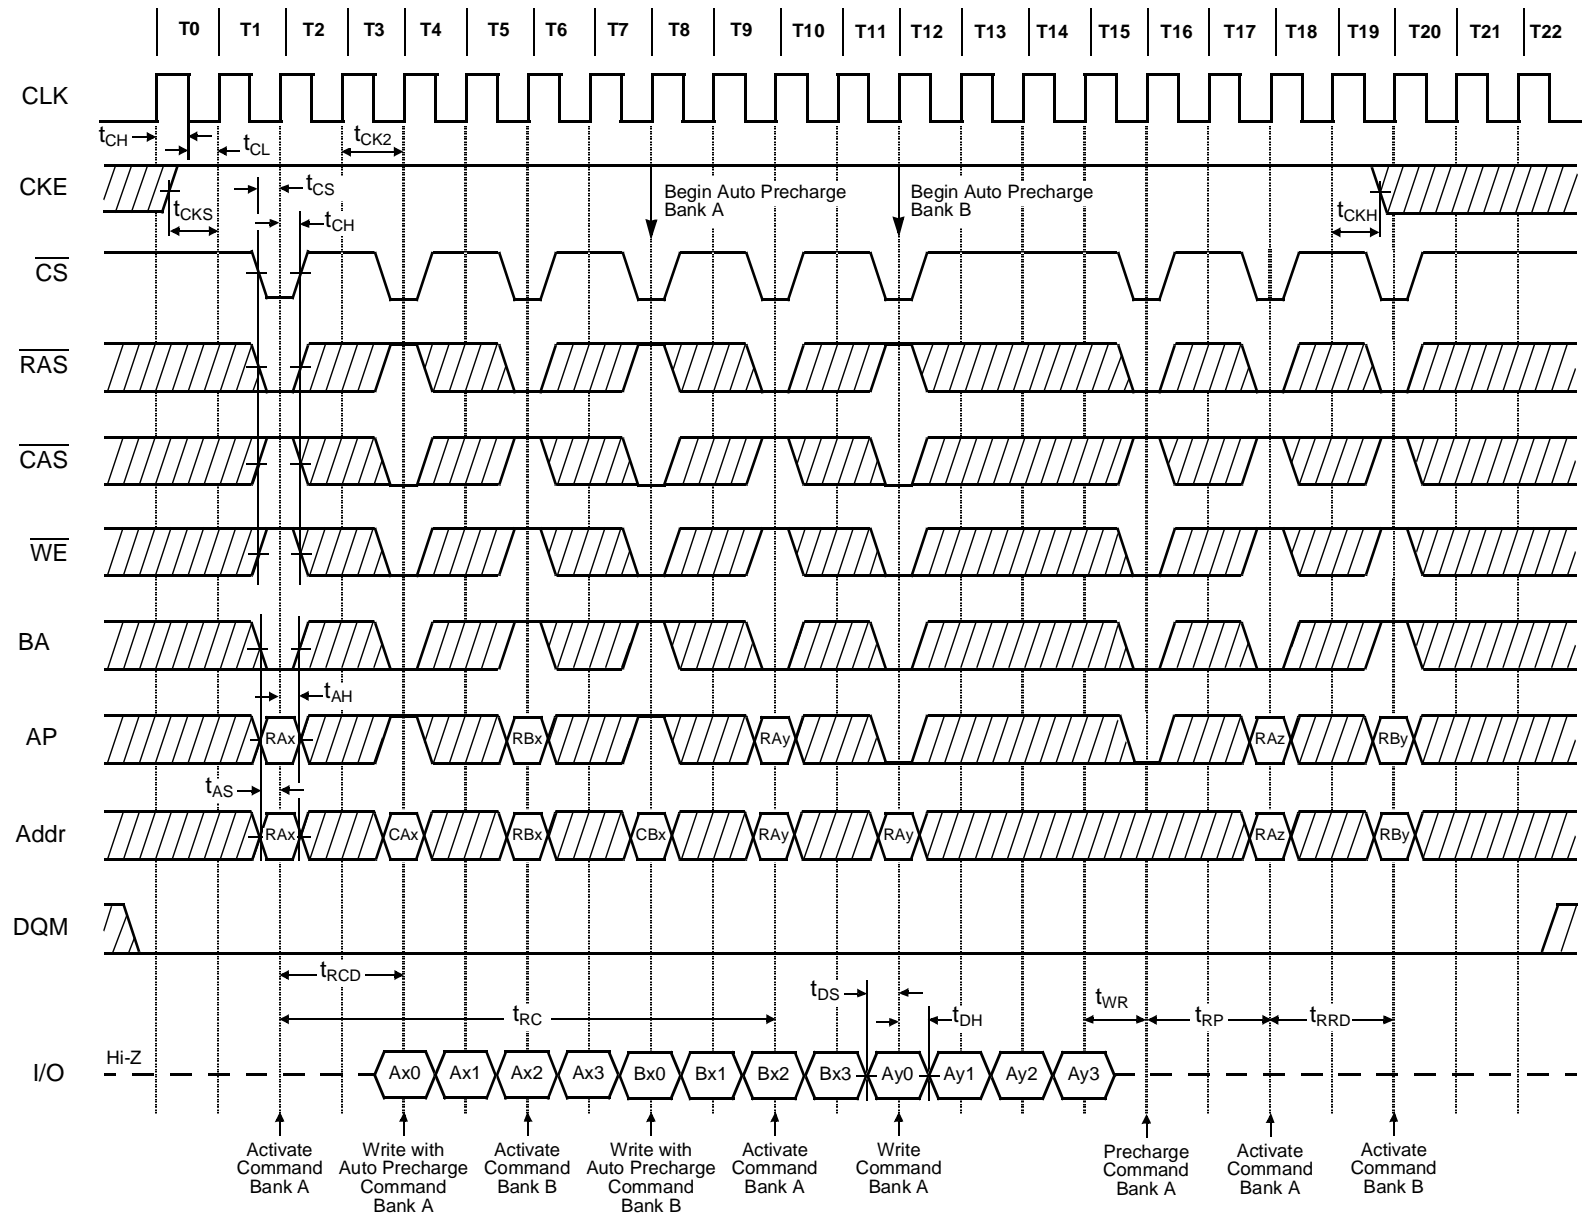 T0 T1 T2 T3 T4 T5 T6 T7 T8 T9 T10 T11 T12 T13 T14 T15 T16 T17 T18 T19 T20 T21 T22
CLK
tCH tCL tCK2
CKE
tCKS tCS tCH
Begin Auto Precharge
Bank A
Begin Auto Precharge
Bank B
tCKH
CS
RAS
CAS
WE
BA
tAH
AP RAx RBx RAy RAz RBy
tAS
Addr RAx CAx RBx CBx RAy RAy RAz RBy
DQM
tRCD
tRC
tDS
tDH
tWR tRP tRRD
I/O Hi-Z Ax0 Ax1 Ax2 Ax3 Bx0 Bx1 Bx2 Bx3 Ay0 Ay1 Ay2 Ay3
Activate
Command
Bank A
Write with
Auto Precharge
Command
Bank A
Activate
Command
Bank B
Write with
Auto Precharge
Command
Bank B
Activate
Command
Bank A
Write
Command
Bank A
Precharge
Command
Bank A
Activate
Command
Bank A
Activate
Command
Bank B